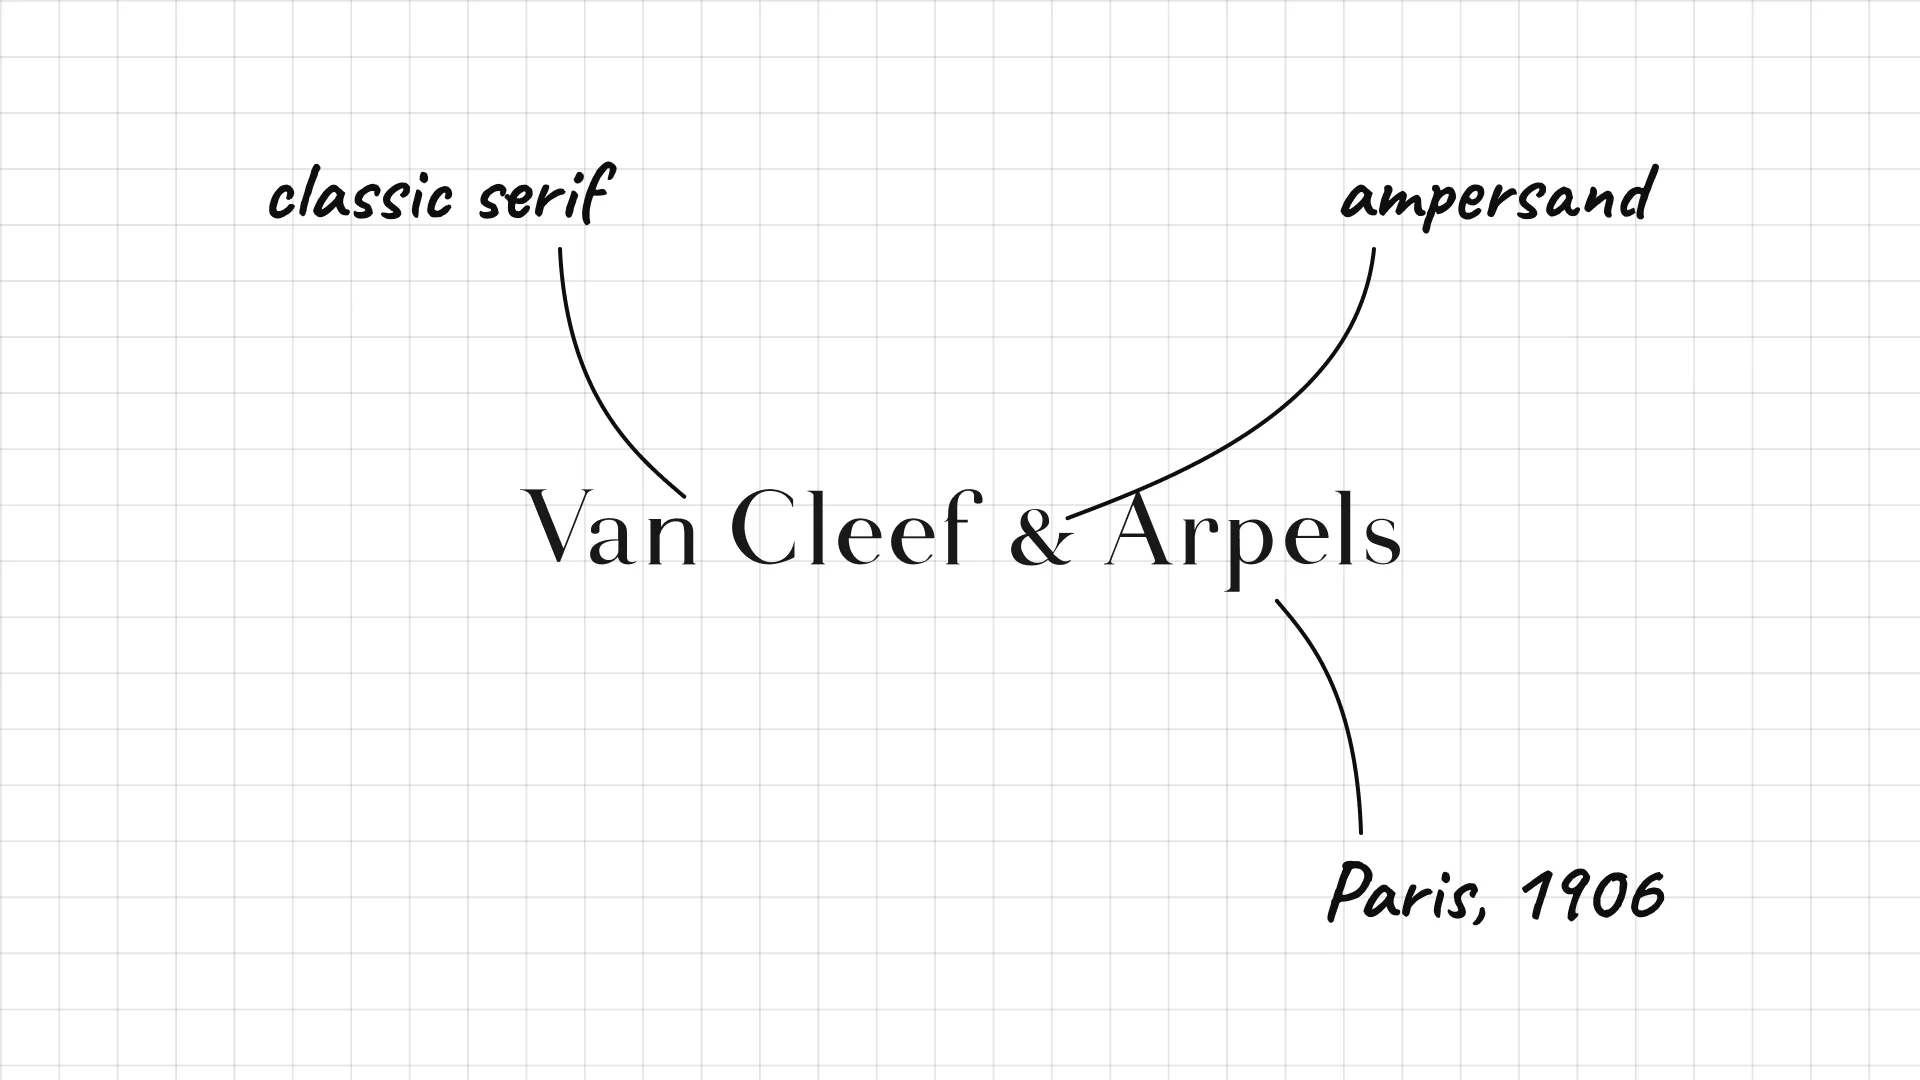 classic serif
ampersand
Van Cleef & Arpels
Paris, 1906